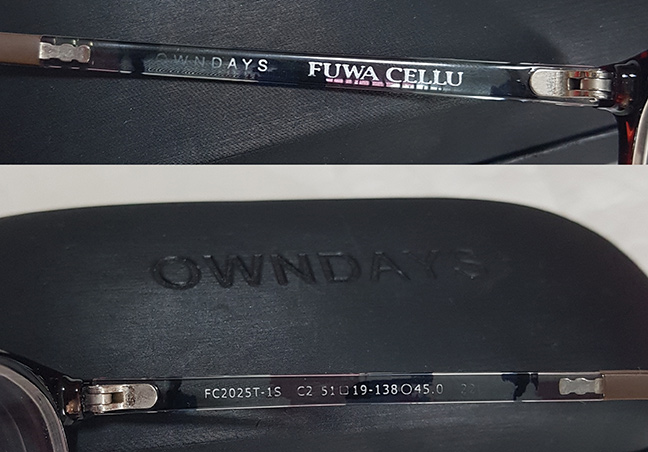 OWNDAYS FUWA CELLU
OWNDAYS
FC2025T-1S C2 51□19-138○45.0